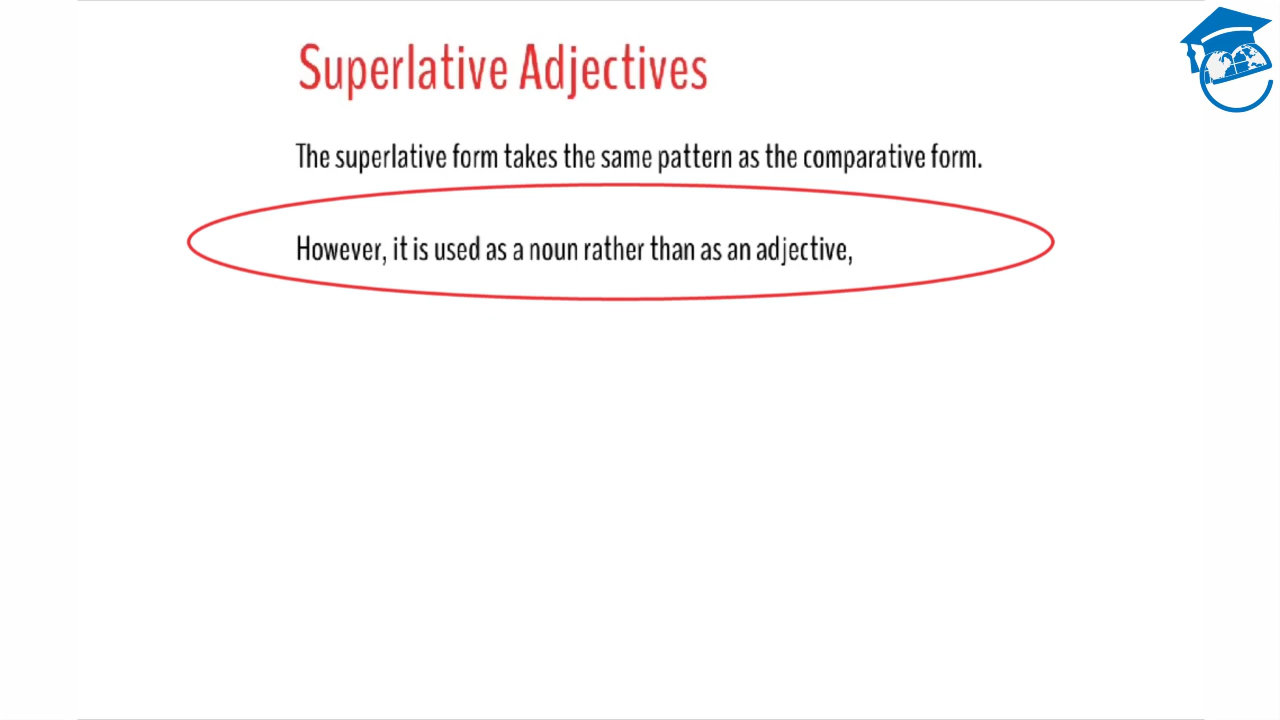 Superlative Adjectives
The superlative form takes the same pattern as the comparative form.
However, it is used as a noun rather than as an adjective,